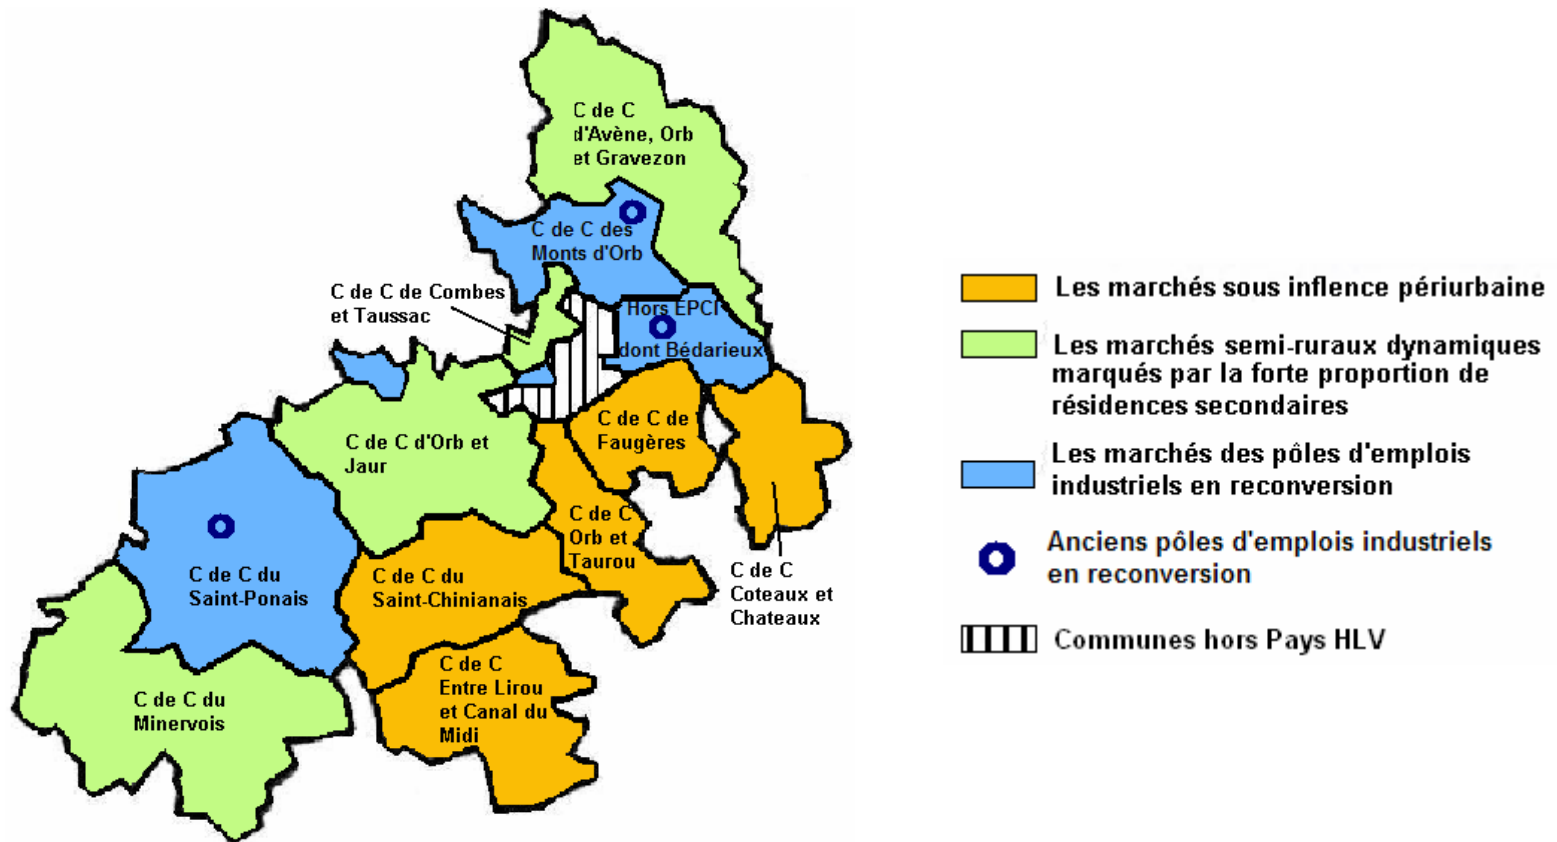 C de C
d'Avène, Orb
et Gravezon
C de C des
Monts d'Orb
C de C de Combes
et Taussac
Hors EPCI
dont Bédarieux
C de C de
Faugères
C de C d'Orb et
Jaur
C de C
Orb et
Taurou
C de C
Coteaux et
Chateaux
C de C du
Saint-Ponais
C de C du
Saint-Chinianais
C de C
Entre Lirou
et Canal du
Midi
C de C du
Minervois
Les marchés sous inflence périurbaine
Les marchés semi-ruraux dynamiques
marqués par la forte proportion de
résidences secondaires
Les marchés des pôles d'emplois
industriels en reconversion
Anciens pôles d'emplois industriels
en reconversion
Communes hors Pays HLV